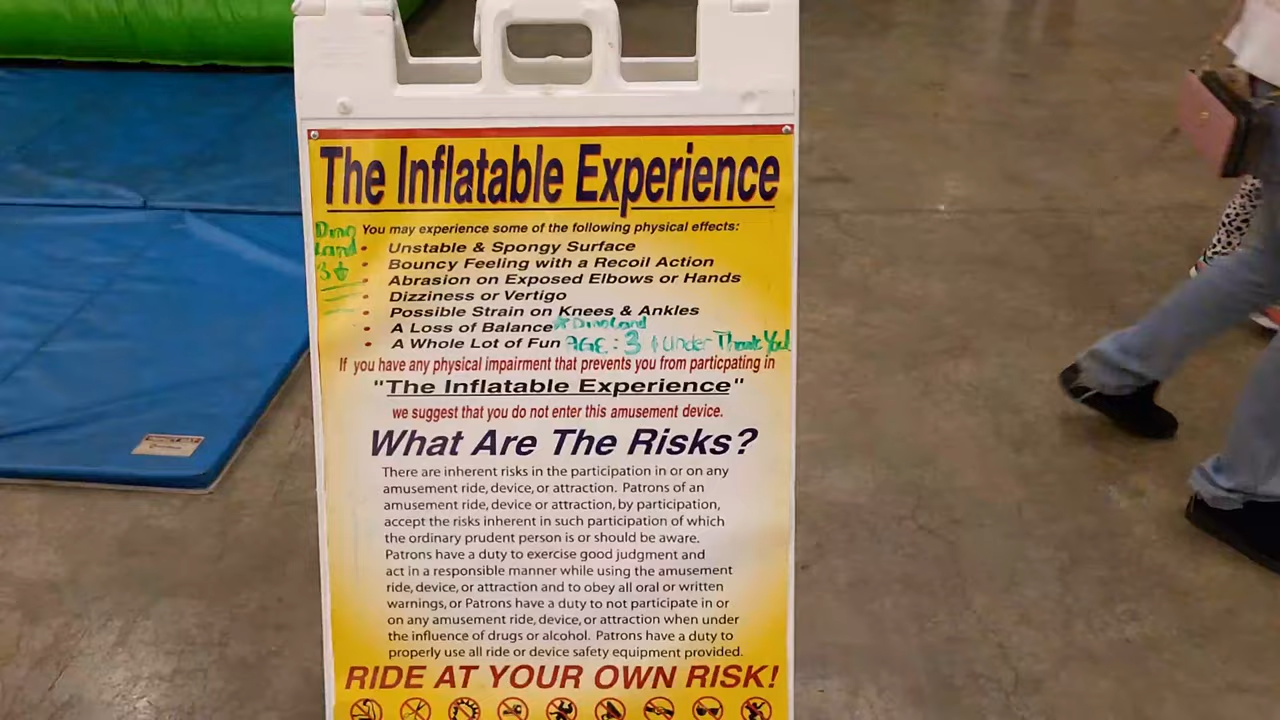 The Inflatable Experience
You may experience some of the following physical effects:
Dino
Land
3↓
• Unstable & Spongy Surface
• Bouncy Feeling with a Recoil Action
• Abrasion on Exposed Elbows or Hands
• Dizziness or Vertigo
• Possible Strain on Knees & Ankles
• A Loss of Balance
* DinoLand
• A Whole Lot of Fun
AGE: 3 & Under Thank You!
If you have any physical impairment that prevents you from particpating in
"The Inflatable Experience"
we suggest that you do not enter this amusement device.
What Are The Risks?
There are inherent risks in the participation in or on any
amusement ride, device, or attraction. Patrons of an
amusement ride, device or attraction, by participation,
accept the risks inherent in such participation of which
the ordinary prudent person is or should be aware.
Patrons have a duty to exercise good judgment and
act in a responsible manner while using the amusement
ride, device, or attraction and to obey all oral or written
warnings, or Patrons have a duty to not participate in or
on any amusement ride, device, or attraction when under
the influence of drugs or alcohol. Patrons have a duty to
properly use all ride or device safety equipment provided.
RIDE AT YOUR OWN RISK!